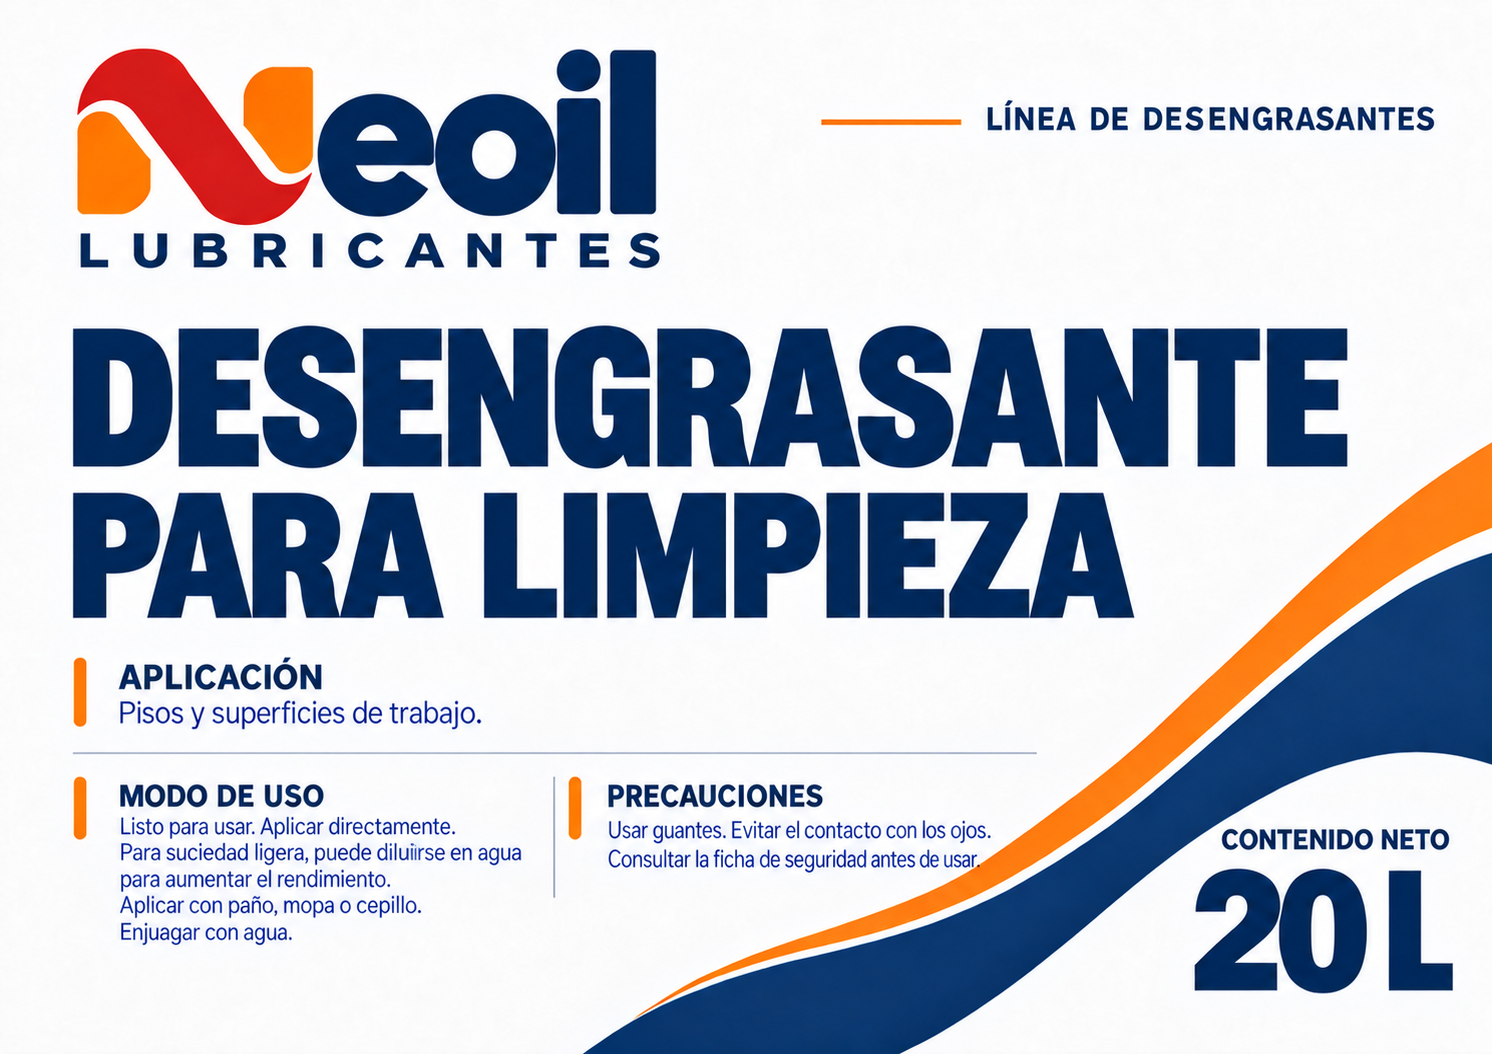 Neoil
LUBRICANTES
LÍNEA DE DESENGRASANTES
DESENGRASANTE
PARA LIMPIEZA
APLICACIÓN
Pisos y superficies de trabajo.
MODO DE USO
Listo para usar. Aplicar directamente.
Para suciedad ligera, puede diluirse en agua
para aumentar el rendimiento.
Aplicar con paño, mopa o cepillo.
Enjuagar con agua.
PRECAUCIONES
Usar guantes. Evitar el contacto con los ojos.
Consultar la ficha de seguridad antes de usar.
CONTENIDO NETO
20 L